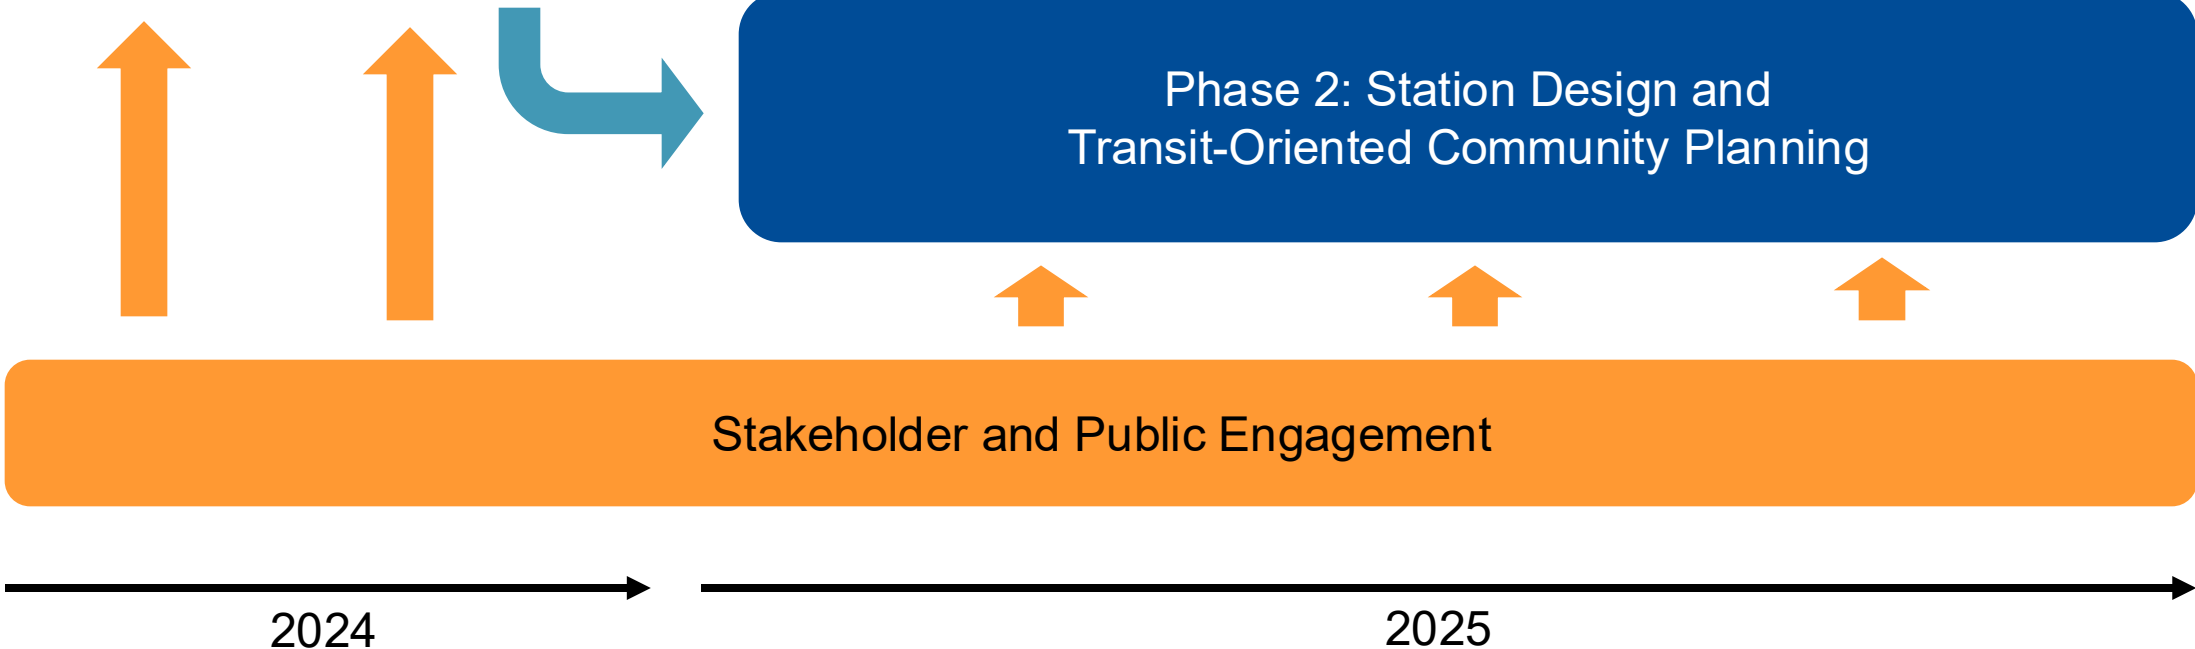 Phase 2: Station Design and
Transit-Oriented Community Planning
Stakeholder and Public Engagement
2024
2025